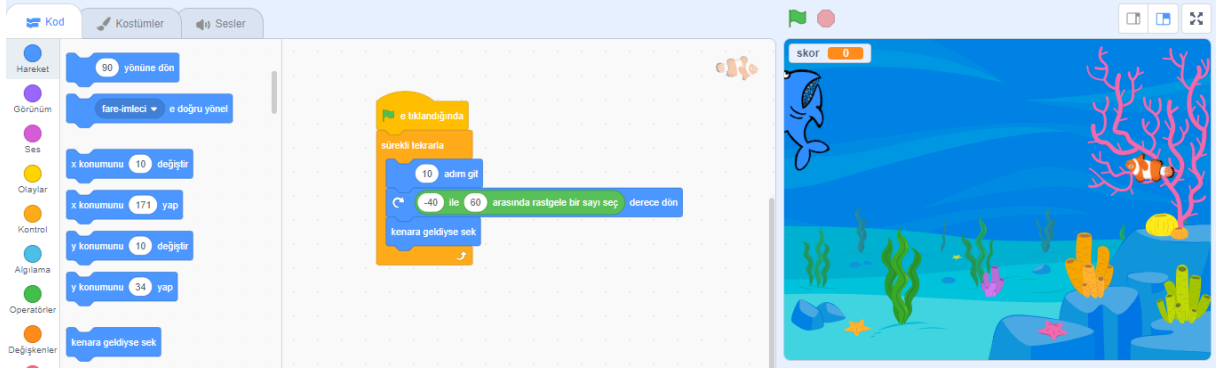 Kod
Kostümler
Sesler
Hareket
Görünüm
Ses
Olaylar
Kontrol
Algılama
Operatörler
Değişkenler
90 yönüne dön
fare-imleci e doğru yönel
x konumunu 10 değiştir
x konumunu 171 yap
y konumunu 10 değiştir
y konumunu 34 yap
kenara geldiyse sek
e tıklandığında
sürekli tekrarla
10 adım git
-40 ile 60 arasında rastgele bir sayı seç derece dön
kenara geldiyse sek
skor 0